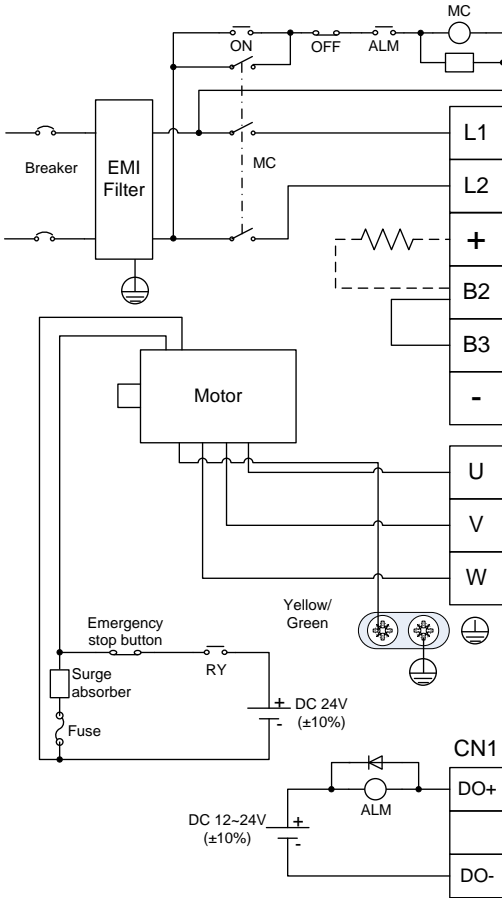 MC
ON
OFF
ALM
Breaker
EMI
Filter
MC
L1
L2
+
B2
B3
-
Motor
U
V
W
Yellow/
Green
Emergency
stop button
RY
Surge
absorber
Fuse
+
-
DC 24V
(±10%)
CN1
DO+
ALM
DC 12~24V
(±10%)
+
-
DO-